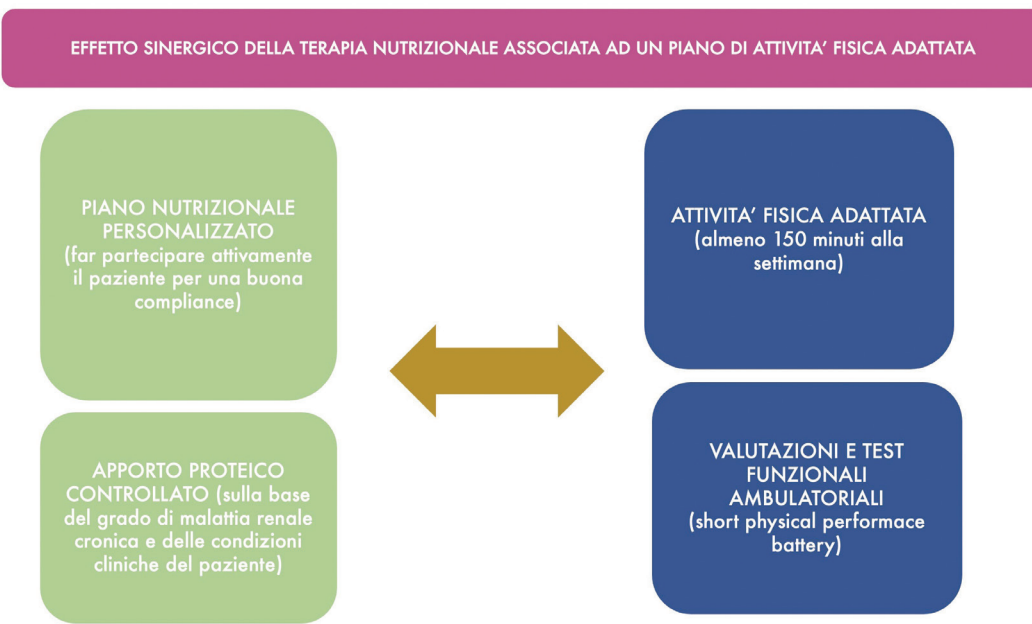 EFFETTO SINERGICO DELLA TERAPIA NUTRIZIONALE ASSOCIATA AD UN PIANO DI ATTIVITA’ FISICA ADATTATA
PIANO NUTRIZIONALE
PERSONALIZZATO
(far partecipare attivamente
il paziente per una buona
compliance)
APPORTO PROTEICO
CONTROLLATO (sulla base
del grado di malattia renale
cronica e delle condizioni
cliniche del paziente)
ATTIVITA’ FISICA ADATTATA
(almeno 150 minuti alla
settimana)
VALUTAZIONI E TEST
FUNZIONALI
AMBULATORIALI
(short physical performace
battery)